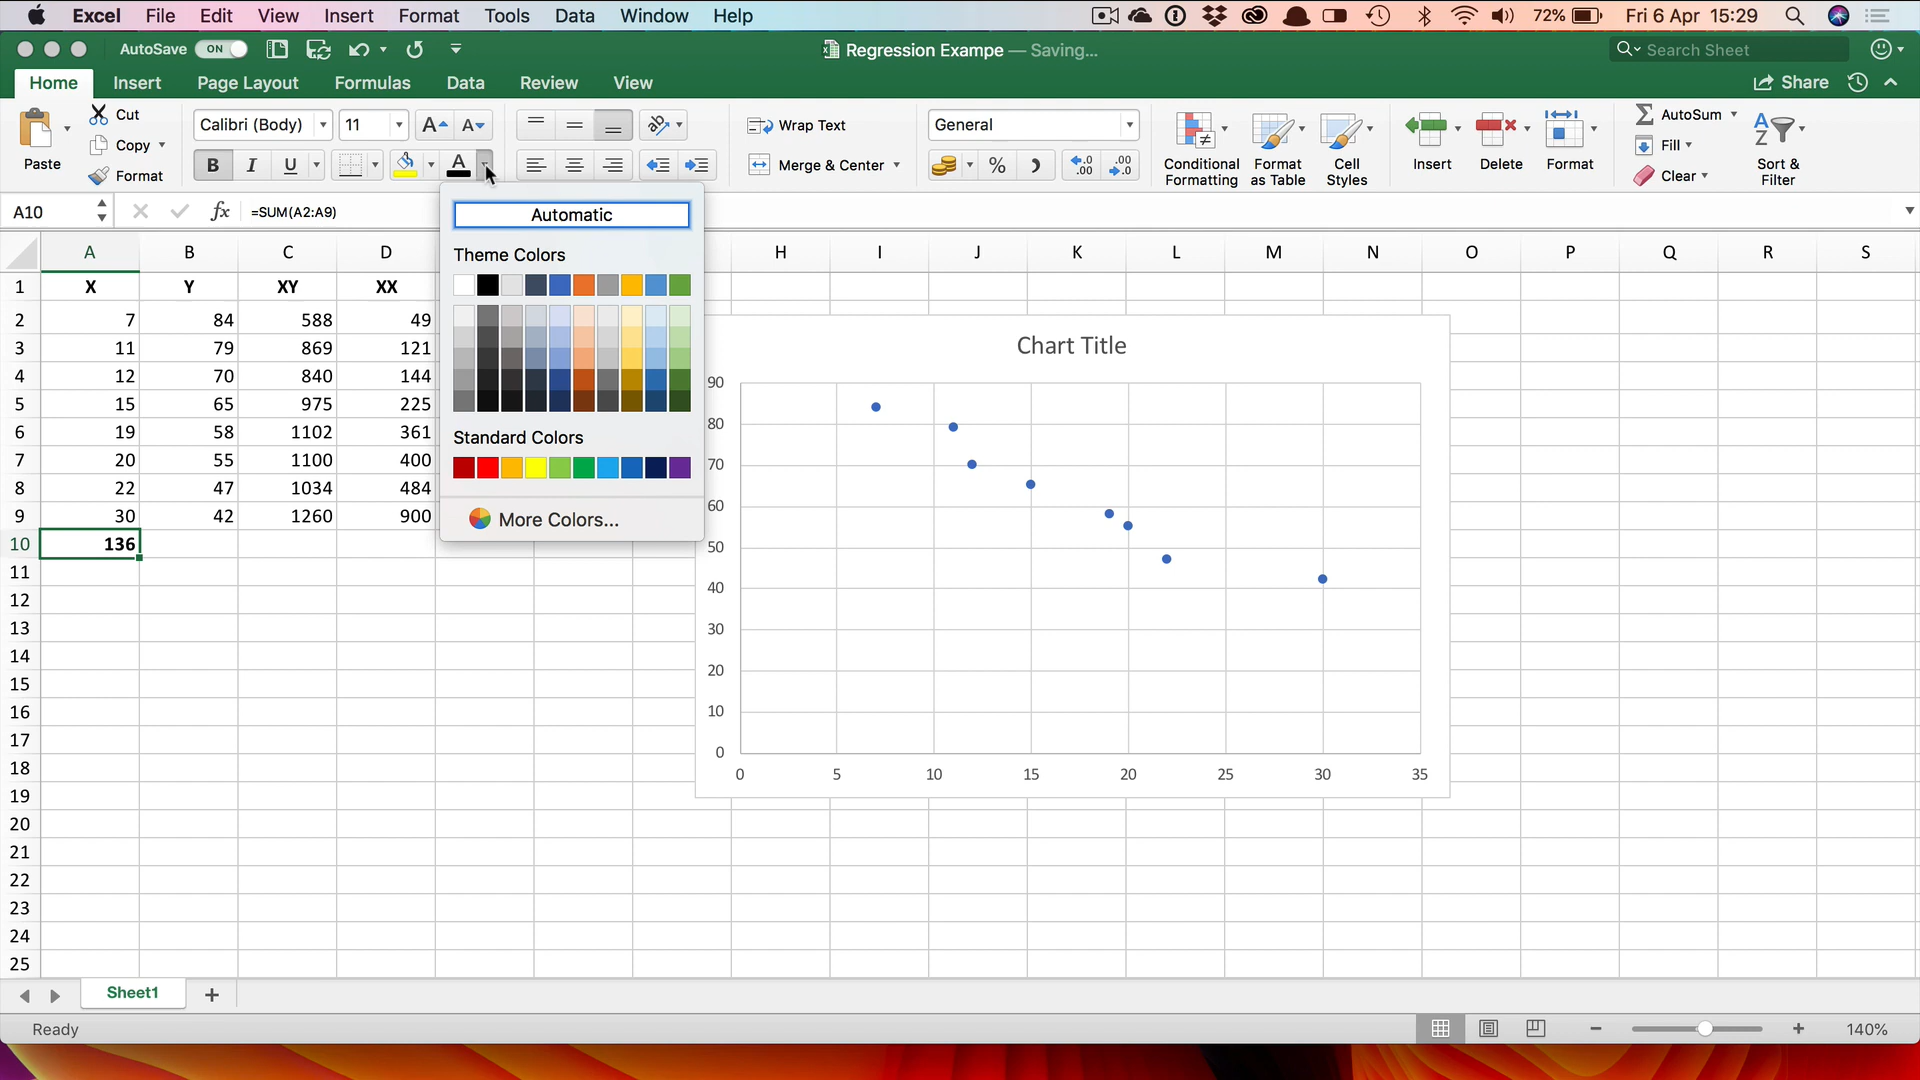 Excel File Edit View Insert Format Tools Data Window Help 72% Fri 6 Apr 15:29
AutoSave ON Regression Exampe — Saving... Search Sheet
Home Insert Page Layout Formulas Data Review View Share
Paste Cut Copy Format
Calibri (Body) 11 A A
B I U A
Wrap Text
Merge & Center
General
% .0 .00 .00 .0
Conditional Formatting
Format as Table
Cell Styles
Insert Delete Format
AutoSum
Fill
Clear
Sort & Filter
A10 fx =SUM(A2:A9)
Automatic
Theme Colors
Standard Colors
More Colors...
A B C D H I J K L M N O P Q R S
1 X Y XY XX
2 7 84 588 49
3 11 79 869 121
4 12 70 840 144
5 15 65 975 225
6 19 58 1102 361
7 20 55 1100 400
8 22 47 1034 484
9 30 42 1260 900
10 136
11
12
13
14
15
16
17
18
19
20
21
22
23
24
25
Chart Title
90
80
70
60
50
40
30
20
10
0
0 5 10 15 20 25 30 35
Sheet1 +
Ready 140%